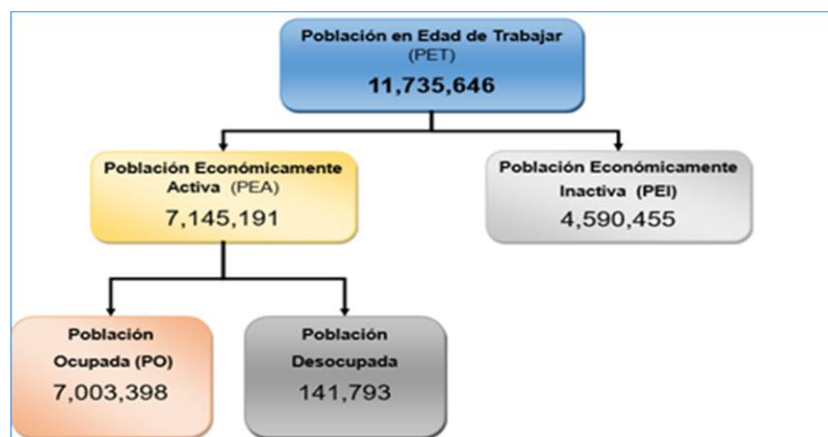 Población en Edad de Trabajar
(PET)
11,735,646
Población Económicamente
Activa (PEA)
7,145,191
Población Económicamente
Inactiva (PEI)
4,590,455
Población
Ocupada (PO)
7,003,398
Población
Desocupada
141,793